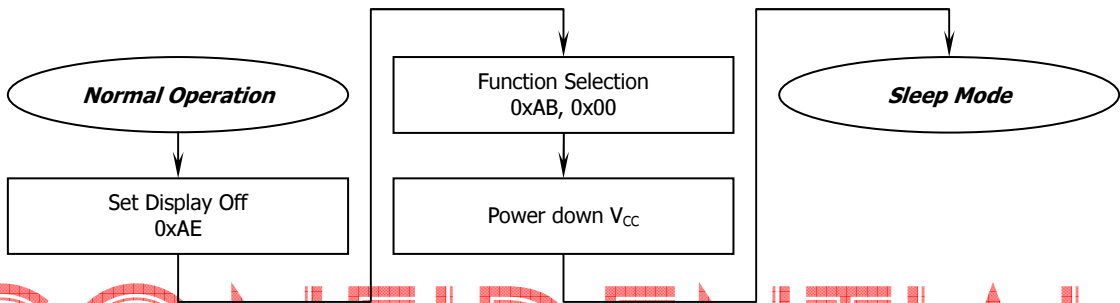 Normal Operation
Set Display Off
0xAE
Function Selection
0xAB, 0x00
Power down VCC
Sleep Mode